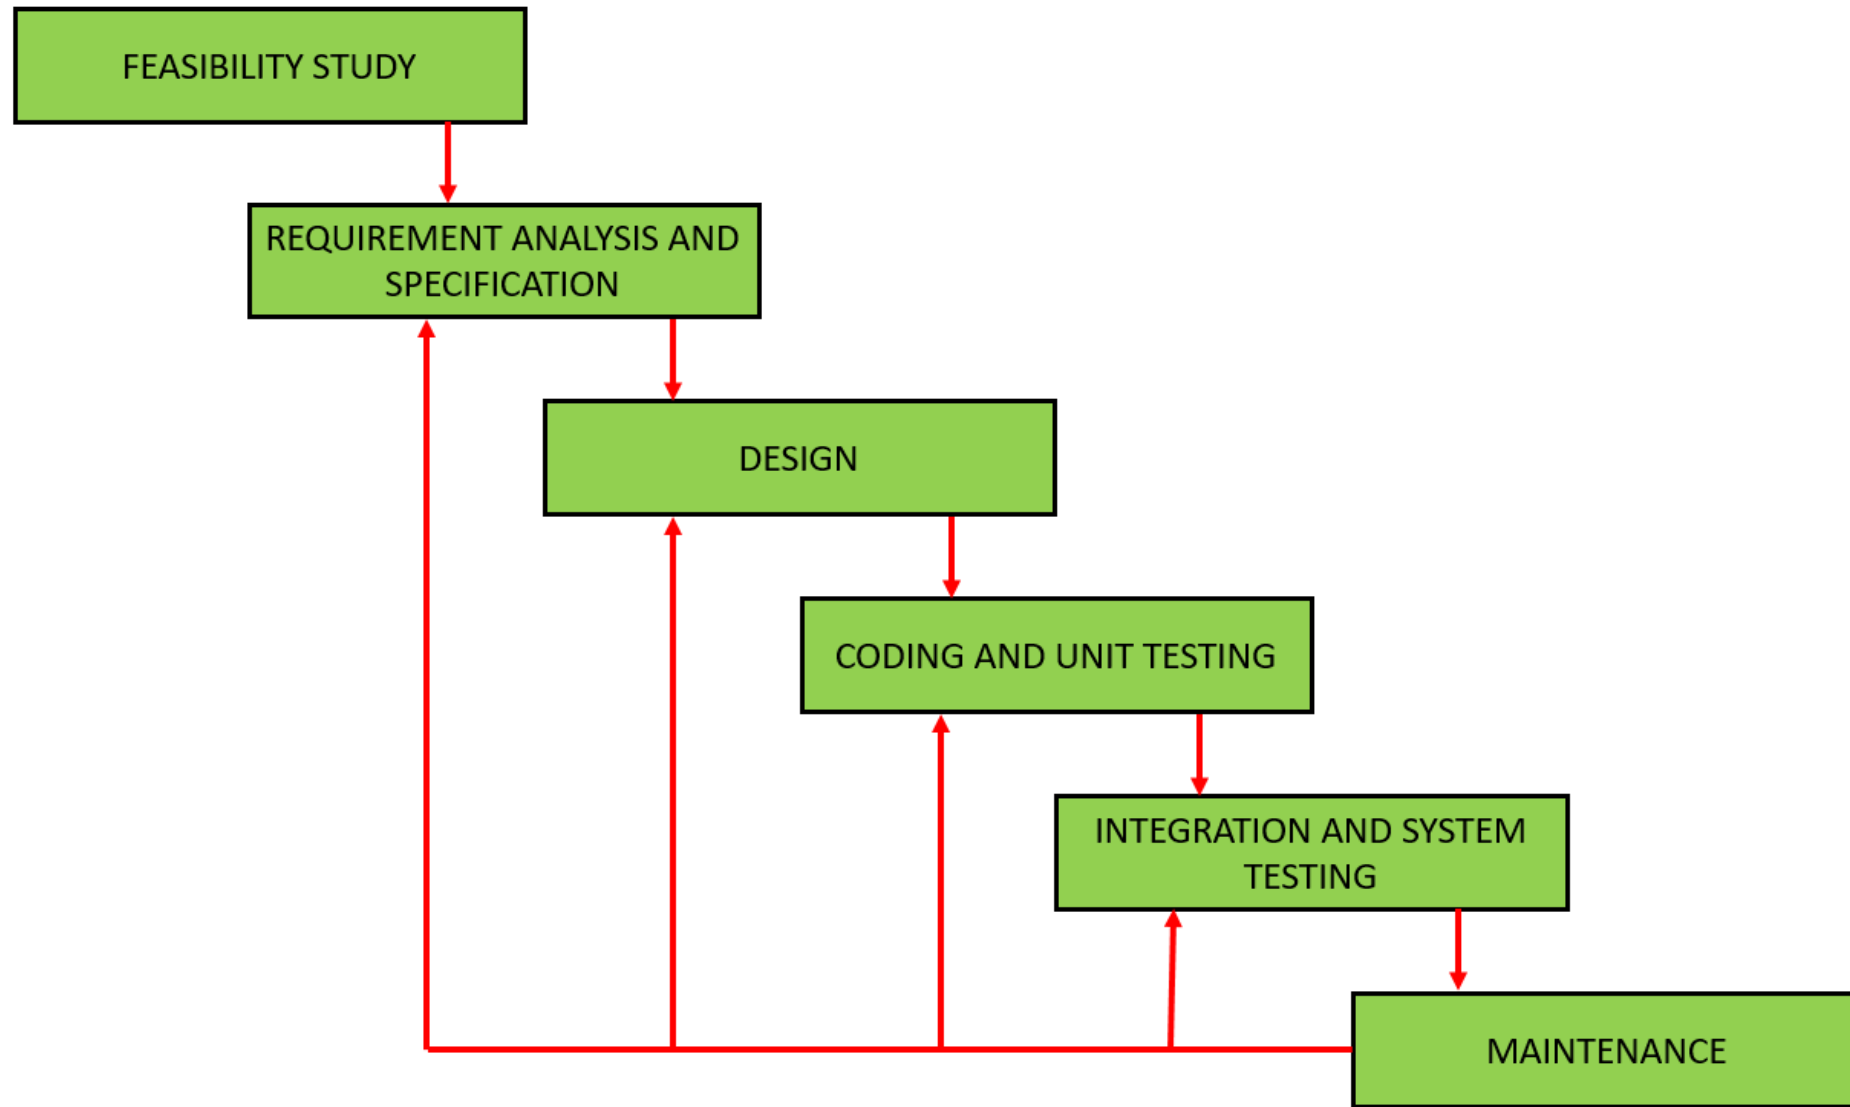 FEASIBILITY STUDY
REQUIREMENT ANALYSIS AND
SPECIFICATION
DESIGN
CODING AND UNIT TESTING
INTEGRATION AND SYSTEM
TESTING
MAINTENANCE